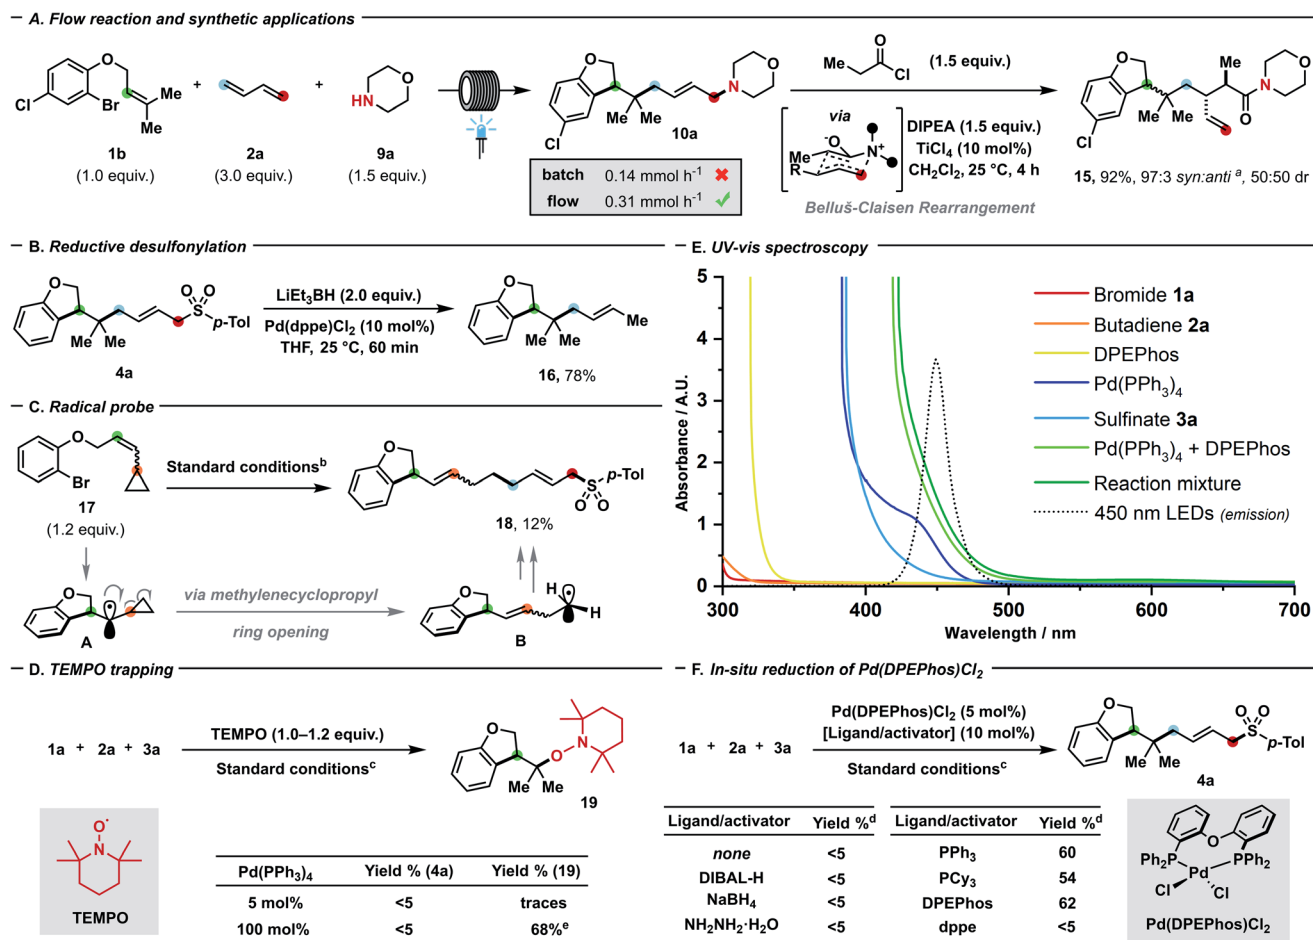 A. Flow reaction and synthetic applications
O
Cl
Br
Me
Me
1b
(1.0 equiv.)
+
2a
(3.0 equiv.)
+
O
HN
9a
(1.5 equiv.)
O
Cl
Me Me
N
O
10a
batch 0.14 mmol h⁻¹ ✖
flow 0.31 mmol h⁻¹ ✓
O
Cl
(1.5 equiv.)
via
⁻O
N⁺
Me
R
DIPEA (1.5 equiv.)
TiCl₄ (10 mol%)
CH₂Cl₂, 25 °C, 4 h
Belluš-Claisen Rearrangement
O
Cl
Me Me
Me
O
N
O
15, 92%, 97:3 syn:anti ᵃ, 50:50 dr
B. Reductive desulfonylation
O
Me Me
O O
S
p-Tol
4a
LiEt₃BH (2.0 equiv.)
Pd(dppe)Cl₂ (10 mol%)
THF, 25 °C, 60 min
O
Me Me
Me
16, 78%
C. Radical probe
O
Br
17
(1.2 equiv.)
Standard conditionsᵇ
O
S
p-Tol
O O
18, 12%
O
A
via methylenecyclopropyl
ring opening
O
H
H
B
D. TEMPO trapping
1a + 2a + 3a
TEMPO (1.0–1.2 equiv.)
Standard conditionsᶜ
O
O
N
Me Me
19
O·
N
TEMPO
Pd(PPh₃)₄ Yield % (4a) Yield % (19)
5 mol% <5 traces
100 mol% <5 68%ᵉ
E. UV-vis spectroscopy
Absorbance / A.U.
5
4
3
2
1
0
300 400 500 600 700
Wavelength / nm
Bromide 1a
Butadiene 2a
DPEPhos
Pd(PPh₃)₄
Sulfinate 3a
Pd(PPh₃)₄ + DPEPhos
Reaction mixture
450 nm LEDs (emission)
F. In-situ reduction of Pd(DPEPhos)Cl₂
1a + 2a + 3a
Pd(DPEPhos)Cl₂ (5 mol%)
[Ligand/activator] (10 mol%)
Standard conditionsᶜ
O
Me Me
O O
S
p-Tol
4a
Ligand/activator Yield %ᵈ Ligand/activator Yield %ᵈ
none <5 PPh₃ 60
DIBAL-H <5 PCy₃ 54
NaBH₄ <5 DPEPhos 62
NH₂NH₂·H₂O <5 dppe <5
O
Ph₂P PPh₂
Pd
Cl Cl
Pd(DPEPhos)Cl₂